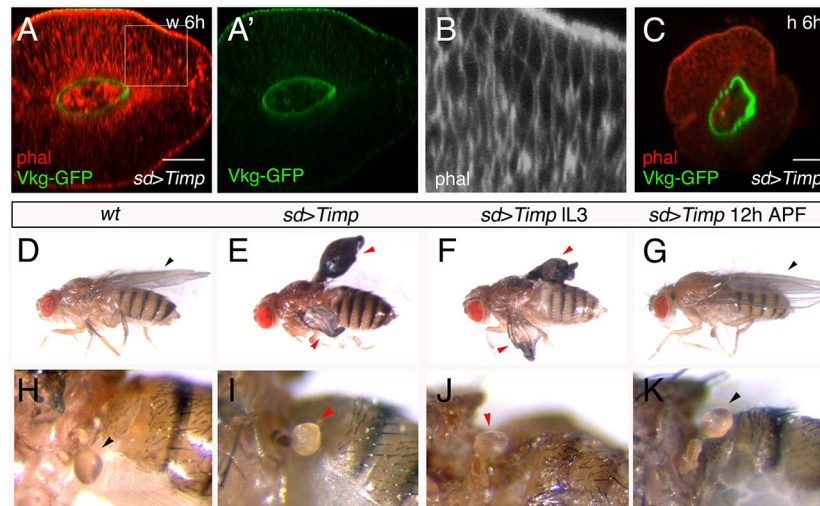 A w 6h
phal
Vkg-GFP sd>Timp
A'
Vkg-GFP
B
phal
C h 6h
phal
Vkg-GFP sd>Timp
wt sd>Timp sd>Timp IL3 sd>Timp 12h APF
D E F G
H I J K